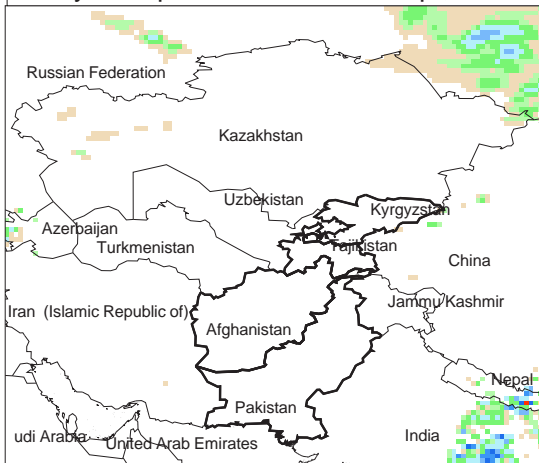 Russian Federation
Kazakhstan
Uzbekistan
Kyrgyzstan
Azerbaijan
Turkmenistan
Tajikistan
China
Iran (Islamic Republic of)
Jammu/Kashmir
Afghanistan
Nepal
Pakistan
udi Arabia
United Arab Emirates
India